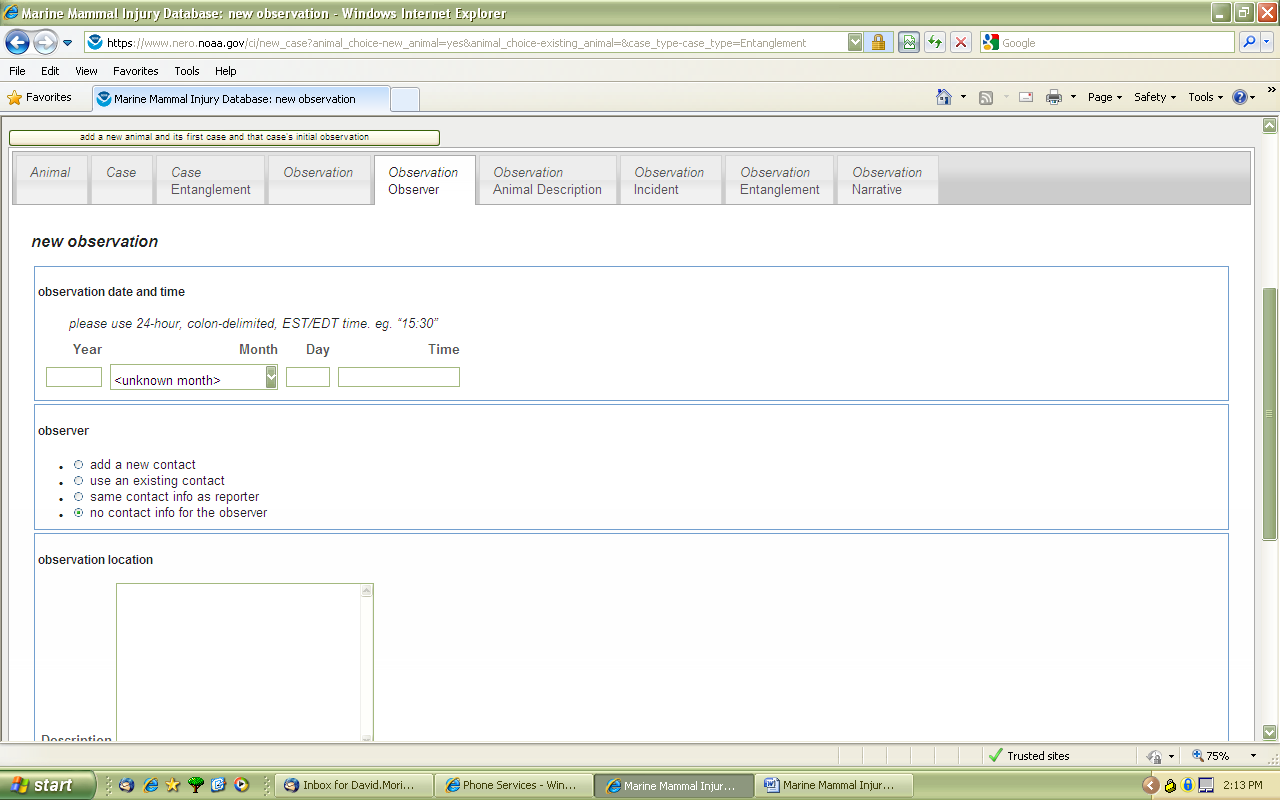 Marine Mammal Injury Database: new observation - Windows Internet Explorer
https://www.nero.noaa.gov/ci/new_case?animal_choice-new_animal=yes&animal_choice-existing_animal=&case_type-case_type=Entanglement
Google
File Edit View Favorites Tools Help
Favorites
Marine Mammal Injury Database: new observation
Page Safety Tools
add a new animal and its first case and that case's initial observation
Animal
Case
Case
Entanglement
Observation
Observation
Observer
Observation
Animal Description
Observation
Incident
Observation
Entanglement
Observation
Narrative
new observation
observation date and time
please use 24-hour, colon-delimited, EST/EDT time. eg. “15:30”
Year Month Day Time
<unknown month>
observer
add a new contact
use an existing contact
same contact info as reporter
no contact info for the observer
observation location
Description
Trusted sites
75%
start
Inbox for David.Mori...
Phone Services - Win...
Marine Mammal Injur...
Marine Mammal Injur...
2:13 PM